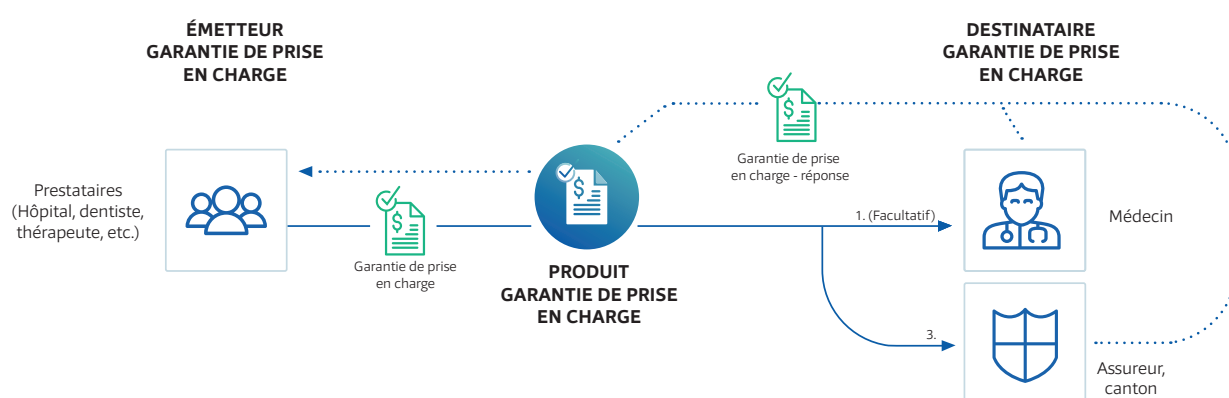 ÉMETTEUR
GARANTIE DE PRISE
EN CHARGE
DESTINATAIRE
GARANTIE DE PRISE
EN CHARGE
Prestataires
(Hôpital, dentiste,
thérapeute, etc.)
$
Garantie de prise
en charge
$
PRODUIT
GARANTIE DE PRISE
EN CHARGE
$
Garantie de prise
en charge - réponse
1. (Facultatif)
Médecin
3.
Assureur,
canton